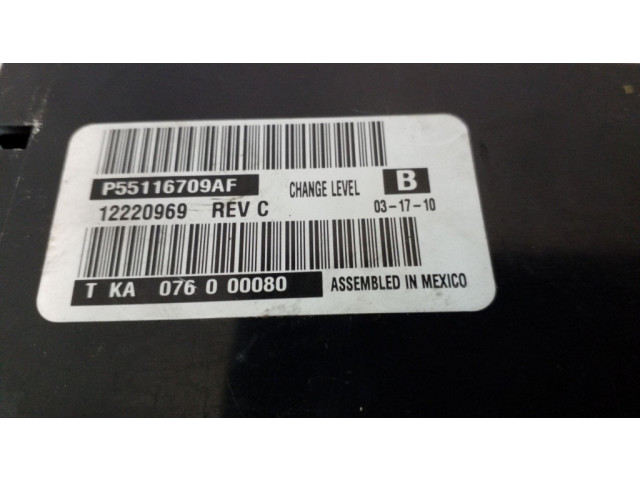 P55116709AF CHANGE LEVEL B
12220969 REV C 03-17-10
T KA 076 0 00080 ASSEMBLED IN MEXICO